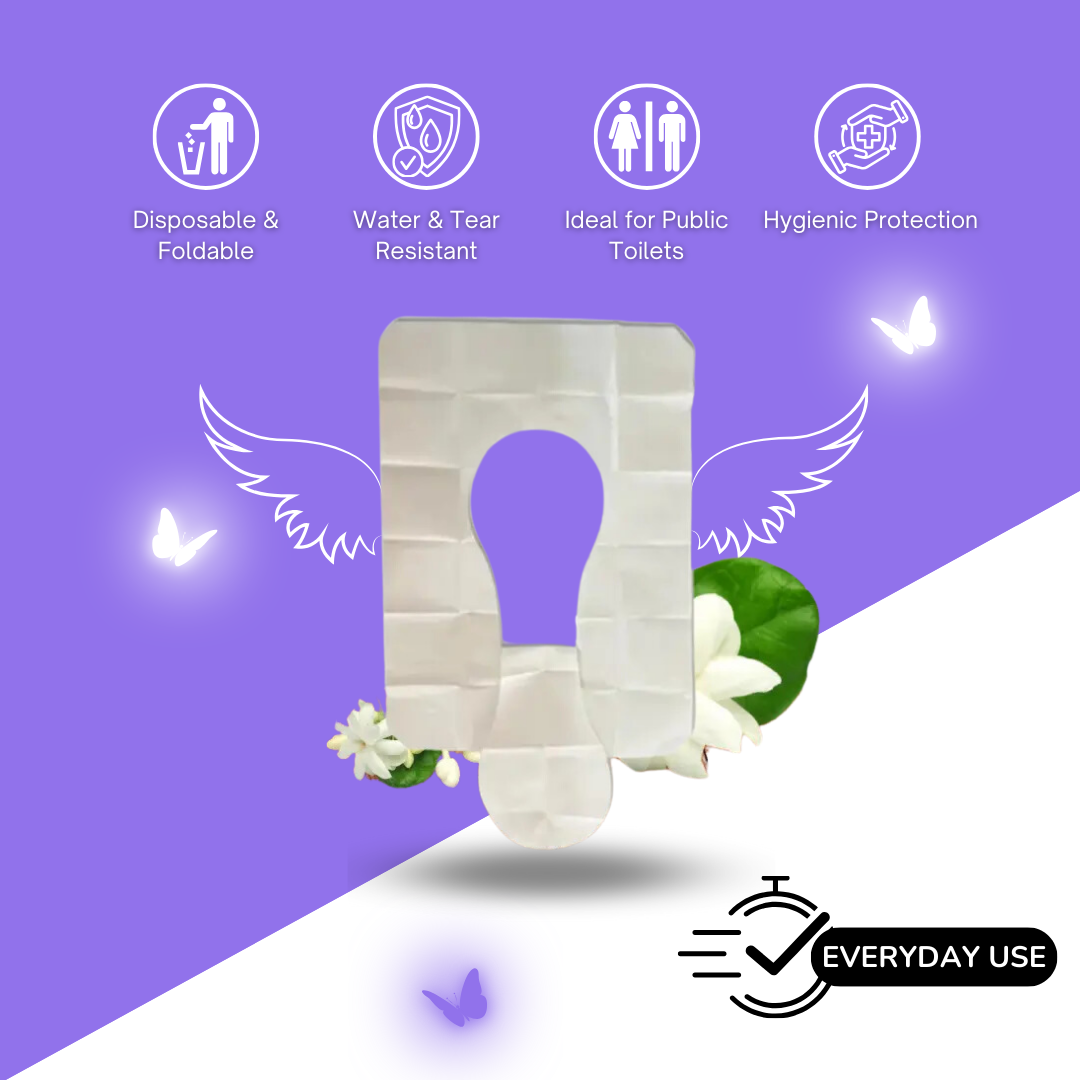 Disposable &
Foldable
Water & Tear
Resistant
Ideal for Public
Toilets
Hygienic Protection
EVERYDAY USE